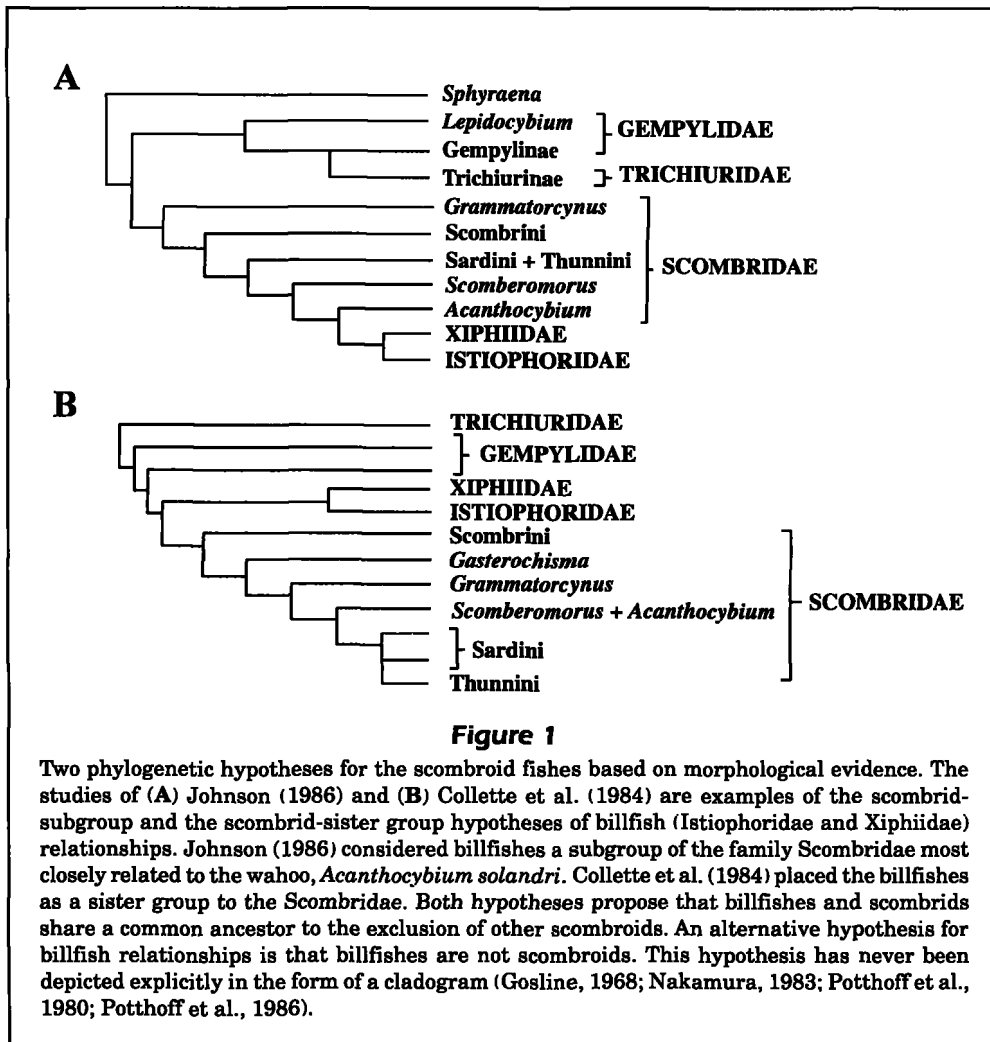 A
Sphyraena
Lepidocybium
GEMPYLIDAE
Gempylinae
Trichiurinae
TRICHIURIDAE
Grammatorcynus
Scombrini
Sardini + Thunnini
SCOMBRIDAE
Scomberomorus
Acanthocybium
XIPHIIDAE
ISTIOPHORIDAE
B
TRICHIURIDAE
GEMPYLIDAE
XIPHIIDAE
ISTIOPHORIDAE
Scombrini
Gasterochisma
Grammatorcynus
Scomberomorus + Acanthocybium
SCOMBRIDAE
Sardini
Thunnini
Figure 1
Two phylogenetic hypotheses for the scombroid fishes based on morphological evidence. The
studies of (A) Johnson (1986) and (B) Collette et al. (1984) are examples of the scombrid-
subgroup and the scombrid-sister group hypotheses of billfish (Istiophoridae and Xiphiidae)
relationships. Johnson (1986) considered billfishes a subgroup of the family Scombridae most
closely related to the wahoo, Acanthocybium solandri. Collette et al. (1984) placed the billfishes
as a sister group to the Scombridae. Both hypotheses propose that billfishes and scombrids
share a common ancestor to the exclusion of other scombroids. An alternative hypothesis for
billfish relationships is that billfishes are not scombroids. This hypothesis has never been
depicted explicitly in the form of a cladogram (Gosline, 1968; Nakamura, 1983; Potthoff et al.,
1980; Potthoff et al., 1986).